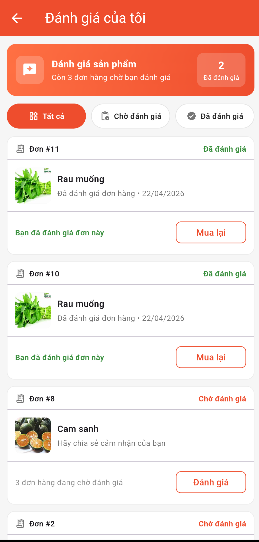 Đánh giá của tôi
Đánh giá sản phẩm
Còn 3 đơn hàng chờ bạn đánh giá
2
Đã đánh giá
Tất cả
Chờ đánh giá
Đã đánh giá
Đơn #11
Đã đánh giá
Rau muống
Đã đánh giá đơn hàng • 22/04/2026
Bạn đã đánh giá đơn này
Mua lại
Đơn #10
Đã đánh giá
Rau muống
Đã đánh giá đơn hàng • 22/04/2026
Bạn đã đánh giá đơn này
Mua lại
Đơn #8
Chờ đánh giá
Cam sành
Hãy chia sẻ cảm nhận của bạn
3 đơn hàng đang chờ đánh giá
Đánh giá
Đơn #2
Chờ đánh giá